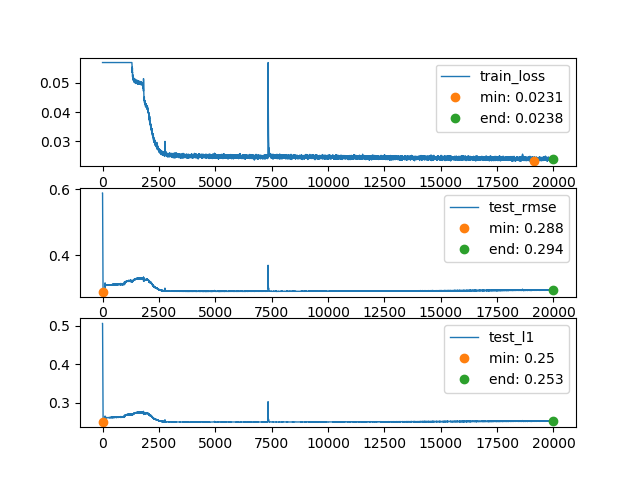 0.05
0.04
0.03
train_loss
min: 0.0231
end: 0.0238
0 2500 5000 7500 10000 12500 15000 17500 20000
0.6
0.4
test_rmse
min: 0.288
end: 0.294
0 2500 5000 7500 10000 12500 15000 17500 20000
0.5
0.4
0.3
test_l1
min: 0.25
end: 0.253
0 2500 5000 7500 10000 12500 15000 17500 20000